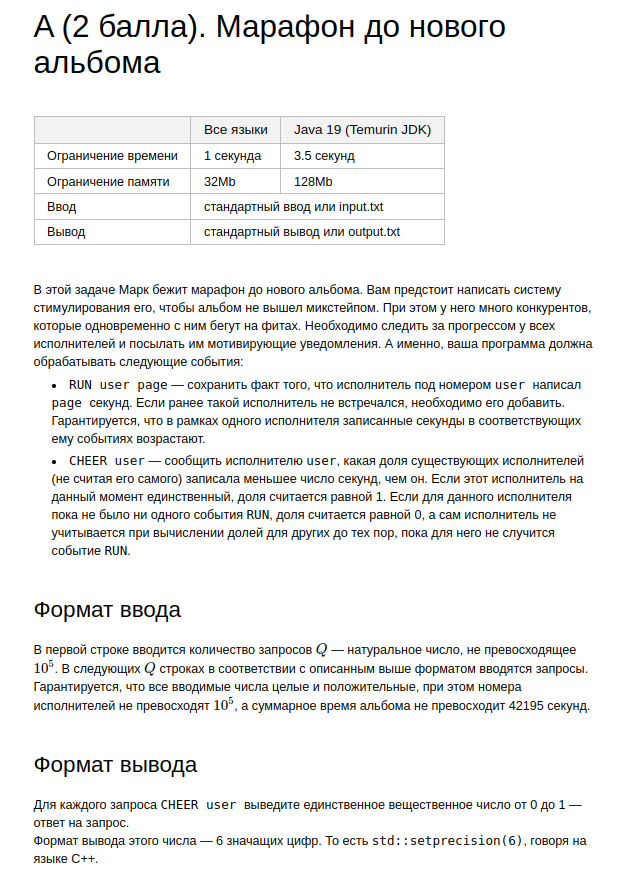 A (2 балла). Марафон до нового
альбома
Все языки Java 19 (Temurin JDK)
Ограничение времени 1 секунда 3.5 секунд
Ограничение памяти 32Mb 128Mb
Ввод стандартный ввод или input.txt
Вывод стандартный вывод или output.txt
В этой задаче Марк бежит марафон до нового альбома. Вам предстоит написать систему
стимулирования его, чтобы альбом не вышел микстейпом. При этом у него много конкурентов,
которые одновременно с ним бегут на фитах. Необходимо следить за прогрессом у всех
исполнителей и посылать им мотивирующие уведомления. А именно, ваша программа должна
обрабатывать следующие события:
• RUN user page — сохранить факт того, что исполнитель под номером user написал
page секунд. Если ранее такой исполнитель не встречался, необходимо его добавить.
Гарантируется, что в рамках одного исполнителя записанные секунды в соответствующих
ему событиях возрастают.
• CHEER user — сообщить исполнителю user, какая доля существующих исполнителей
(не считая его самого) записала меньшее число секунд, чем он. Если этот исполнитель на
данный момент единственный, доля считается равной 1. Если для данного исполнителя
пока не было ни одного события RUN, доля считается равной 0, а сам исполнитель не
учитывается при вычислении долей для других до тех пор, пока для него не случится
событие RUN.
Формат ввода
В первой строке вводится количество запросов Q — натуральное число, не превосходящее
10⁵. В следующих Q строках в соответствии с описанным выше форматом вводятся запросы.
Гарантируется, что все вводимые числа целые и положительные, при этом номера
исполнителей не превосходят 10⁵, а суммарное время альбома не превосходит 42195 секунд.
Формат вывода
Для каждого запроса CHEER user выведите единственное вещественное число от 0 до 1 —
ответ на запрос.
Формат вывода этого числа — 6 значащих цифр. То есть std::setprecision(6), говоря на
языке C++.